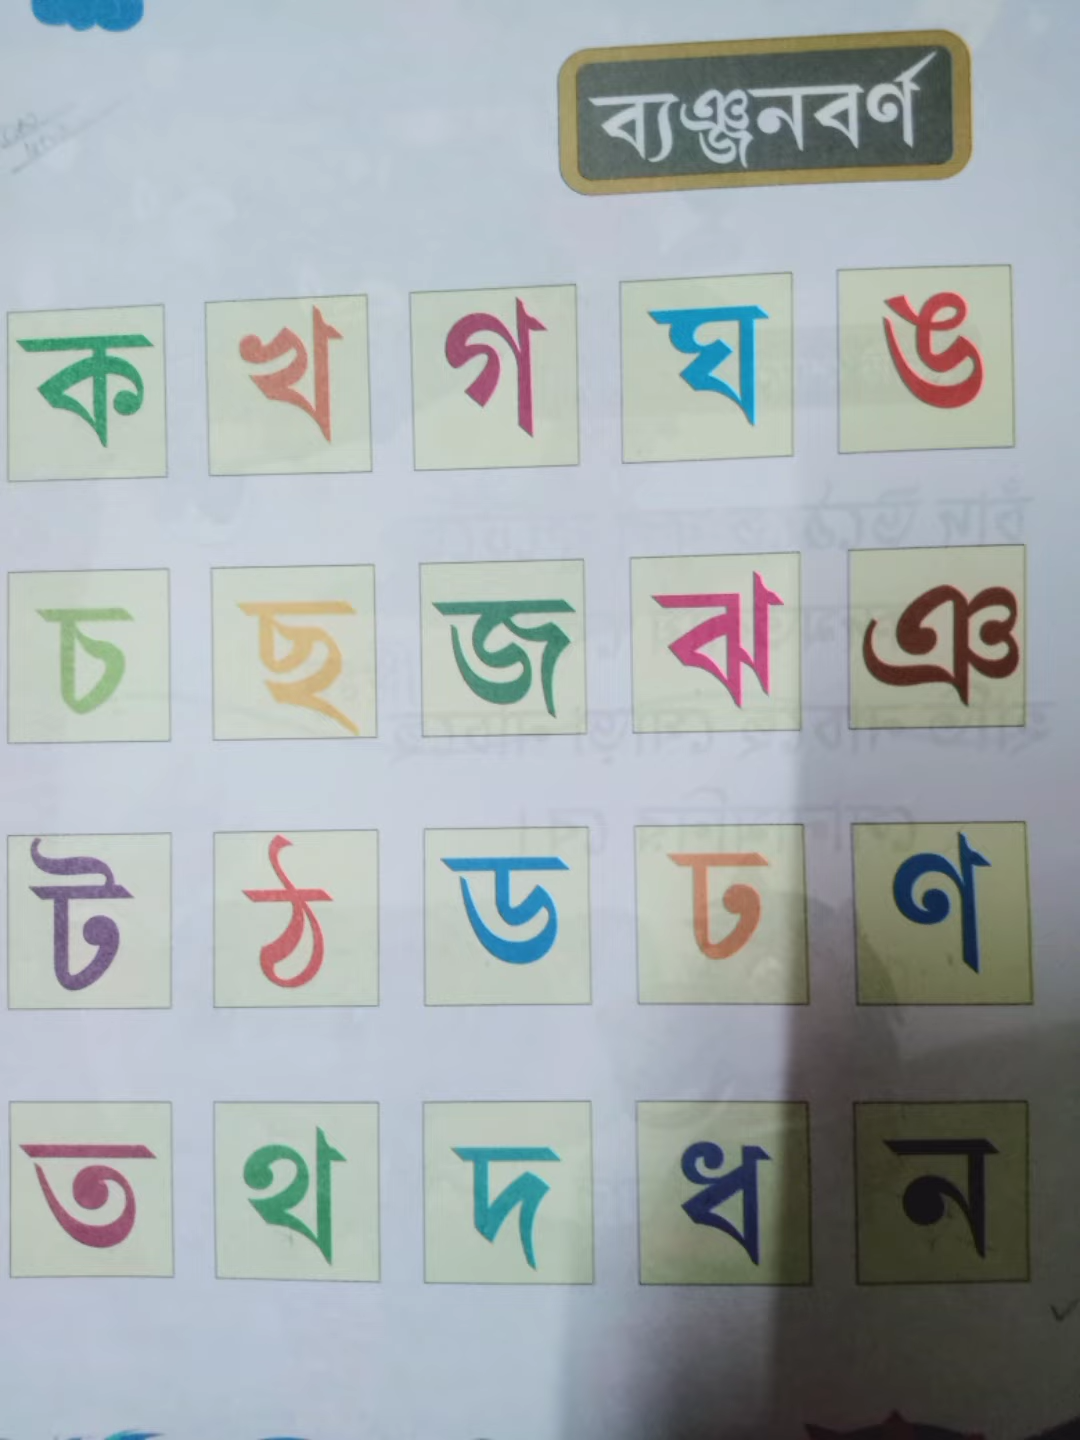 ব্যঞ্জনবর্ণ
ক খ গ ঘ ঙ
চ ছ জ ঝ ঞ
ট ঠ ড ঢ ণ
ত থ দ ধ ন